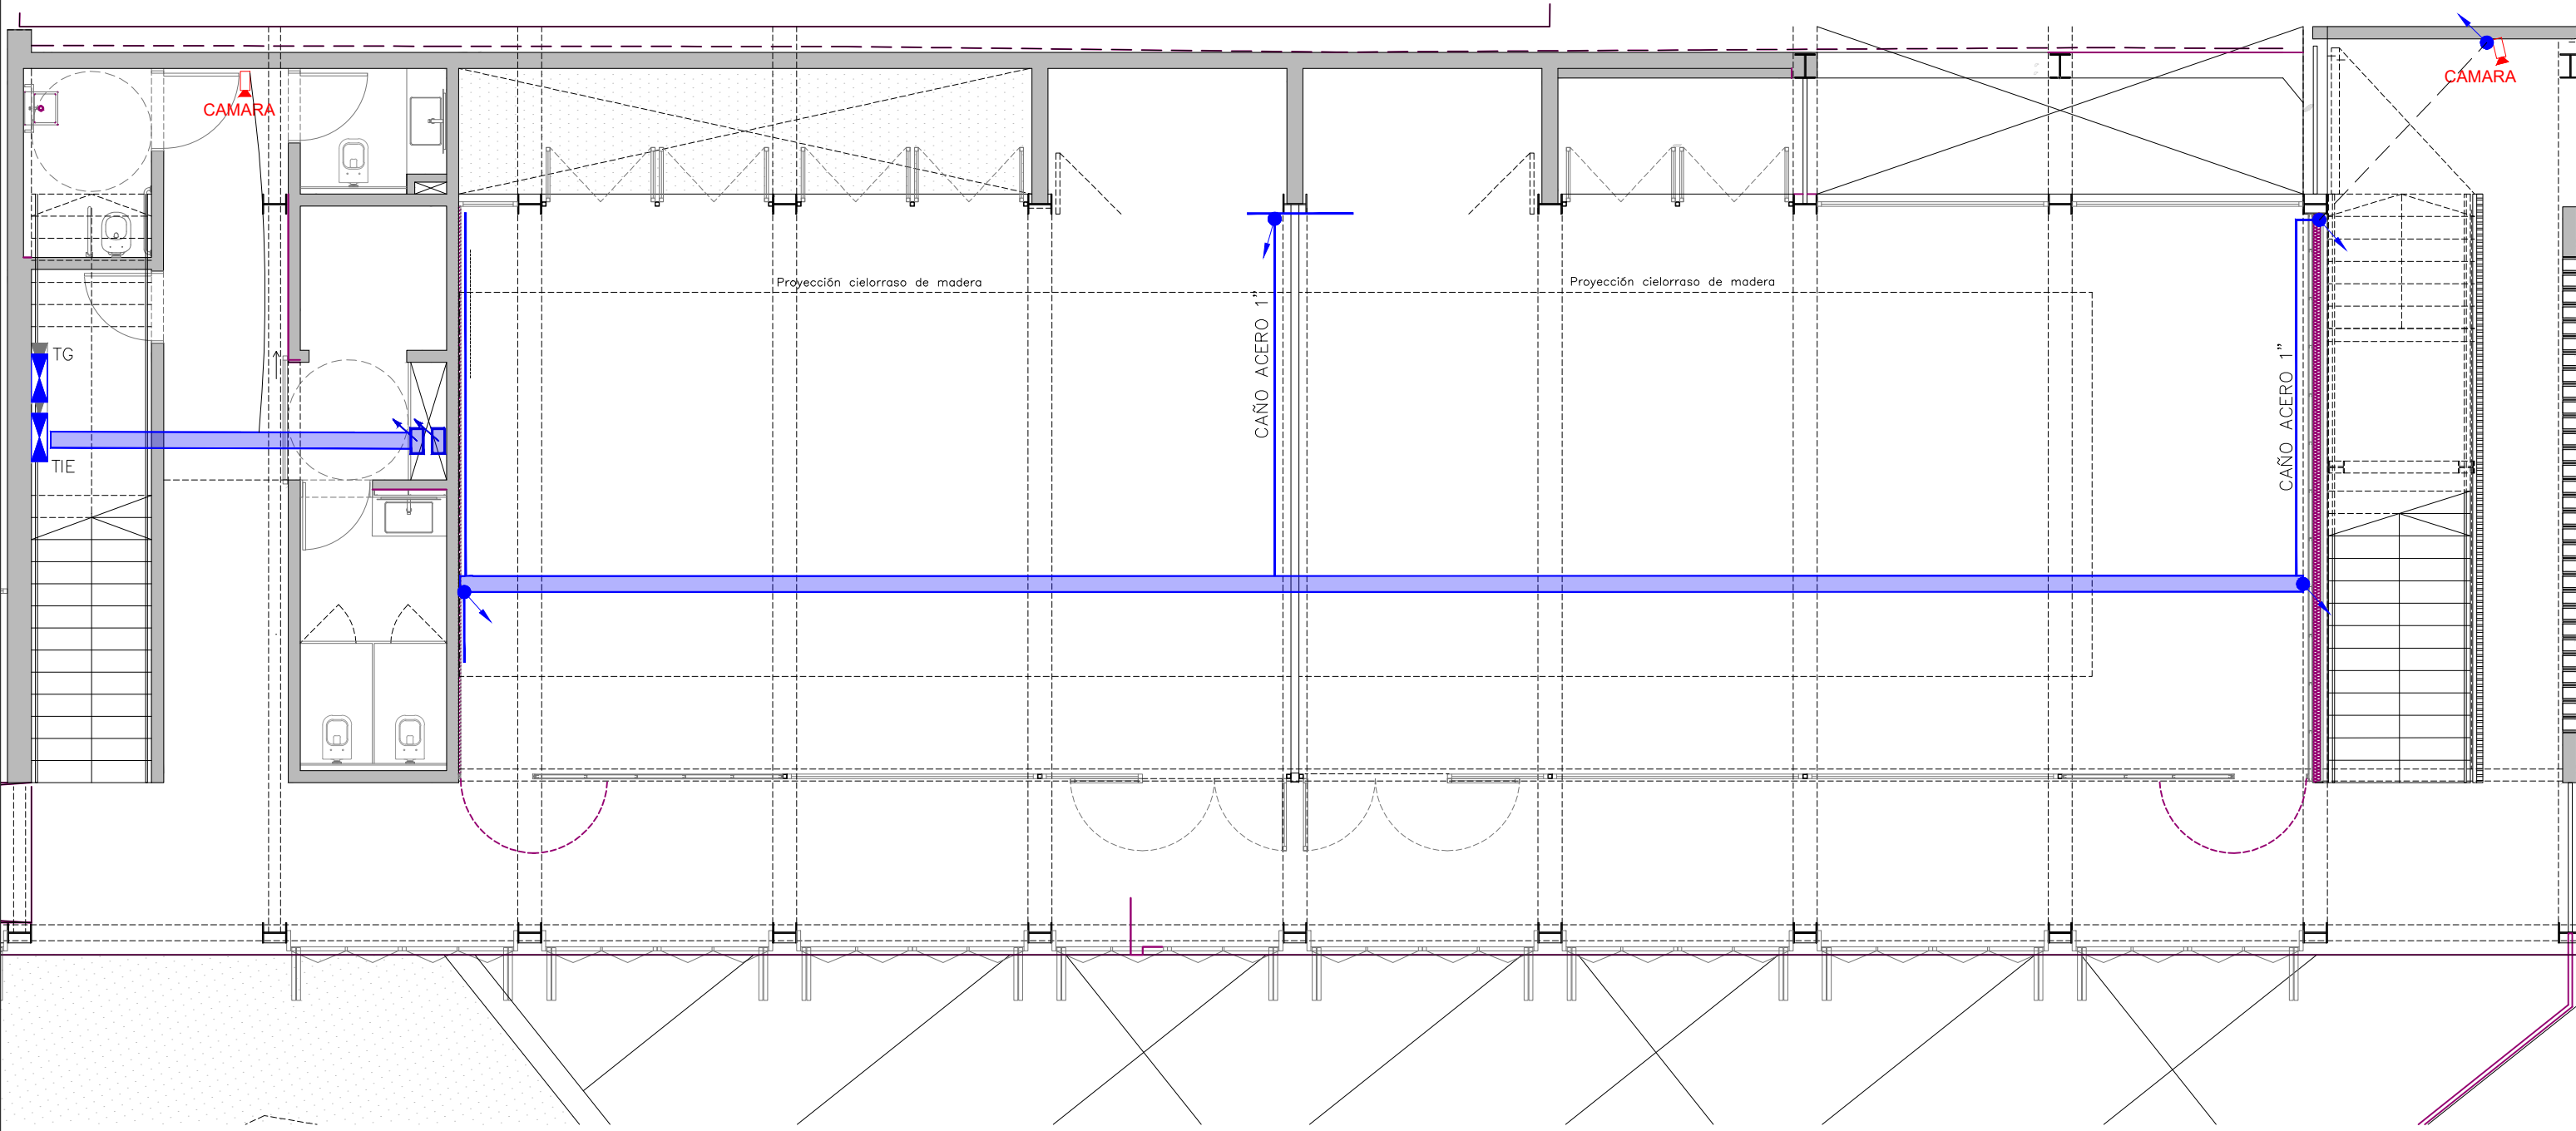 CAMARA
CAMARA
Proyección cielorraso de madera
Proyección cielorraso de madera
CAÑO ACERO 1"
CAÑO ACERO 1"
TG
TIE